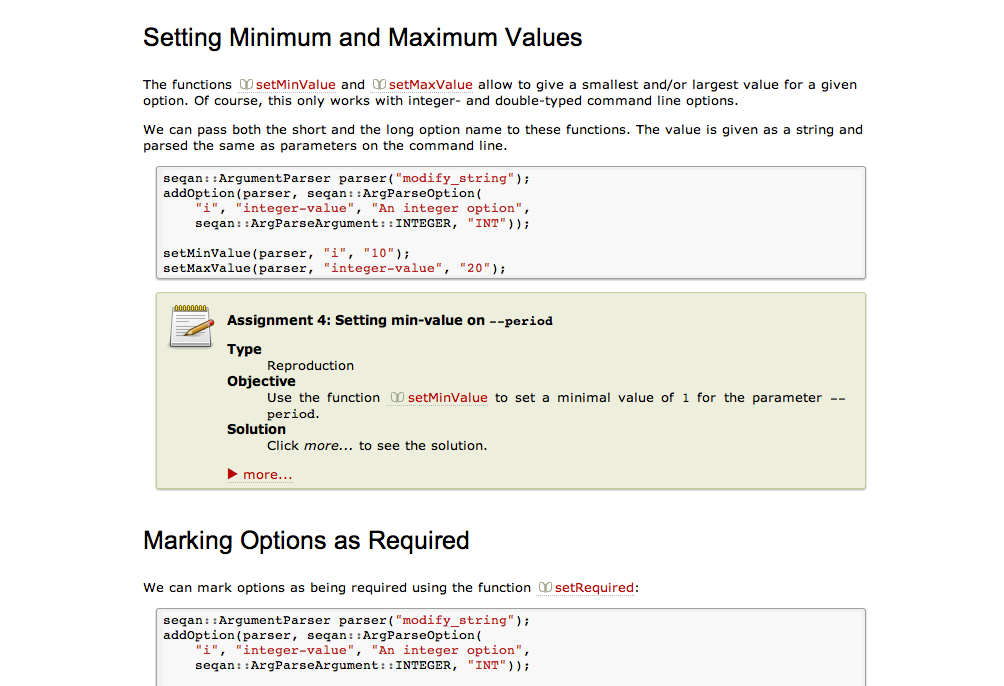 Setting Minimum and Maximum Values
The functions setMinValue and setMaxValue allow to give a smallest and/or largest value for a given
option. Of course, this only works with integer- and double-typed command line options.
We can pass both the short and the long option name to these functions. The value is given as a string and
parsed the same as parameters on the command line.
seqan::ArgumentParser parser("modify_string");
addOption(parser, seqan::ArgParseOption(
    "i", "integer-value", "An integer option",
    seqan::ArgParseArgument::INTEGER, "INT"));
setMinValue(parser, "i", "10");
setMaxValue(parser, "integer-value", "20");
Assignment 4: Setting min-value on --period
Type
Reproduction
Objective
Use the function setMinValue to set a minimal value of 1 for the parameter --
period.
Solution
Click more... to see the solution.
more...
Marking Options as Required
We can mark options as being required using the function setRequired:
seqan::ArgumentParser parser("modify_string");
addOption(parser, seqan::ArgParseOption(
    "i", "integer-value", "An integer option",
    seqan::ArgParseArgument::INTEGER, "INT"));